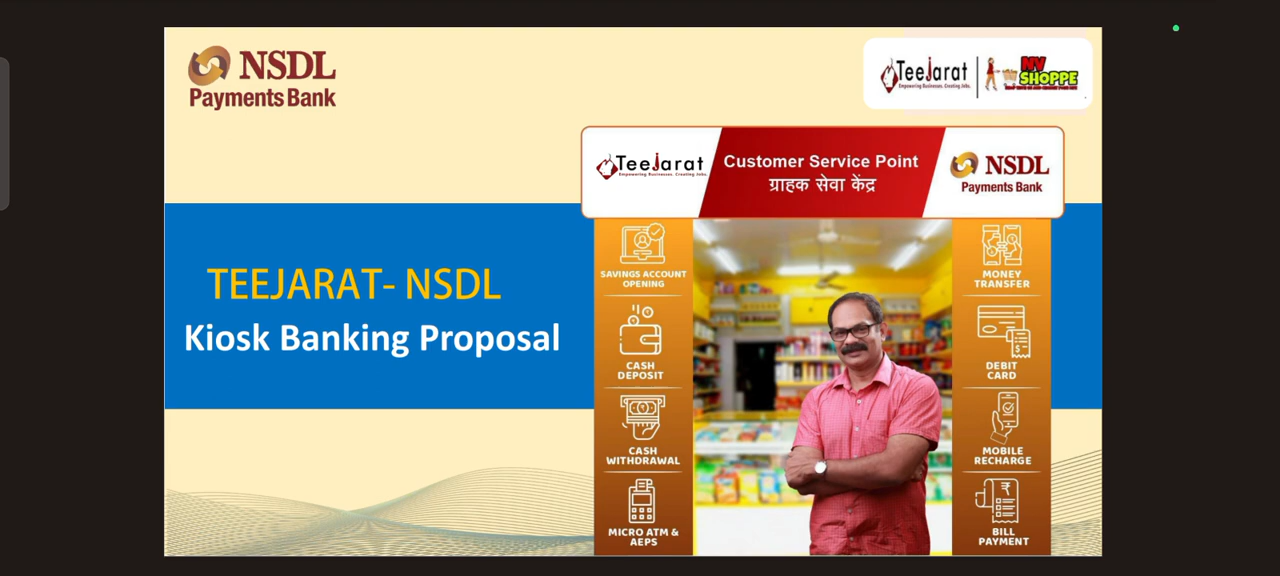 NSDL
Payments Bank
Teejarat
Empowering Businesses. Creating Jobs.
NV
SHOPPE
Teejarat
Empowering Businesses. Creating Jobs.
Customer Service Point
ग्राहक सेवा केंद्र
NSDL
Payments Bank
TEEJARAT- NSDL
Kiosk Banking Proposal
SAVINGS ACCOUNT
OPENING
CASH
DEPOSIT
CASH
WITHDRAWAL
MICRO ATM &
AEPS
MONEY
TRANSFER
DEBIT
CARD
MOBILE
RECHARGE
BILL
PAYMENT